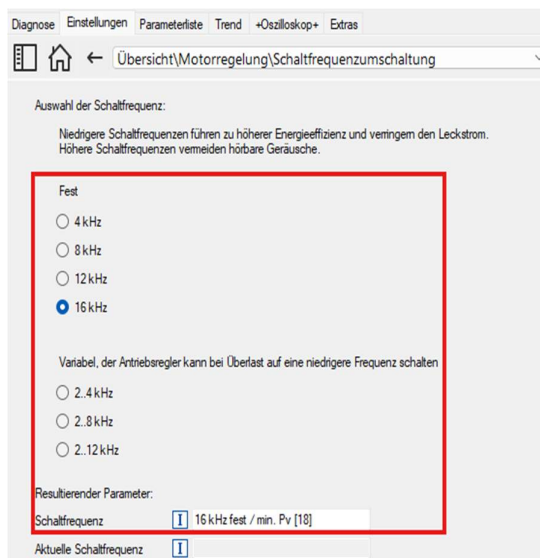 Diagnose Einstellungen Parameterliste Trend +Oszilloskop+ Extras
Übersicht\Motorregelung\Schaltfrequenzumschaltung
Auswahl der Schaltfrequenz:
Niedrigere Schaltfrequenzen führen zu höherer Energieeffizienz und verringern den Leckstrom.
Höhere Schaltfrequenzen vermeiden hörbare Geräusche.
Fest
4 kHz
8 kHz
12 kHz
16 kHz
Variabel, der Antriebsregler kann bei Überlast auf eine niedrigere Frequenz schalten
2..4 kHz
2..8 kHz
2..12 kHz
Resultierender Parameter:
Schaltfrequenz I 16 kHz fest / min. Pv [18]
Aktuelle Schaltfrequenz I